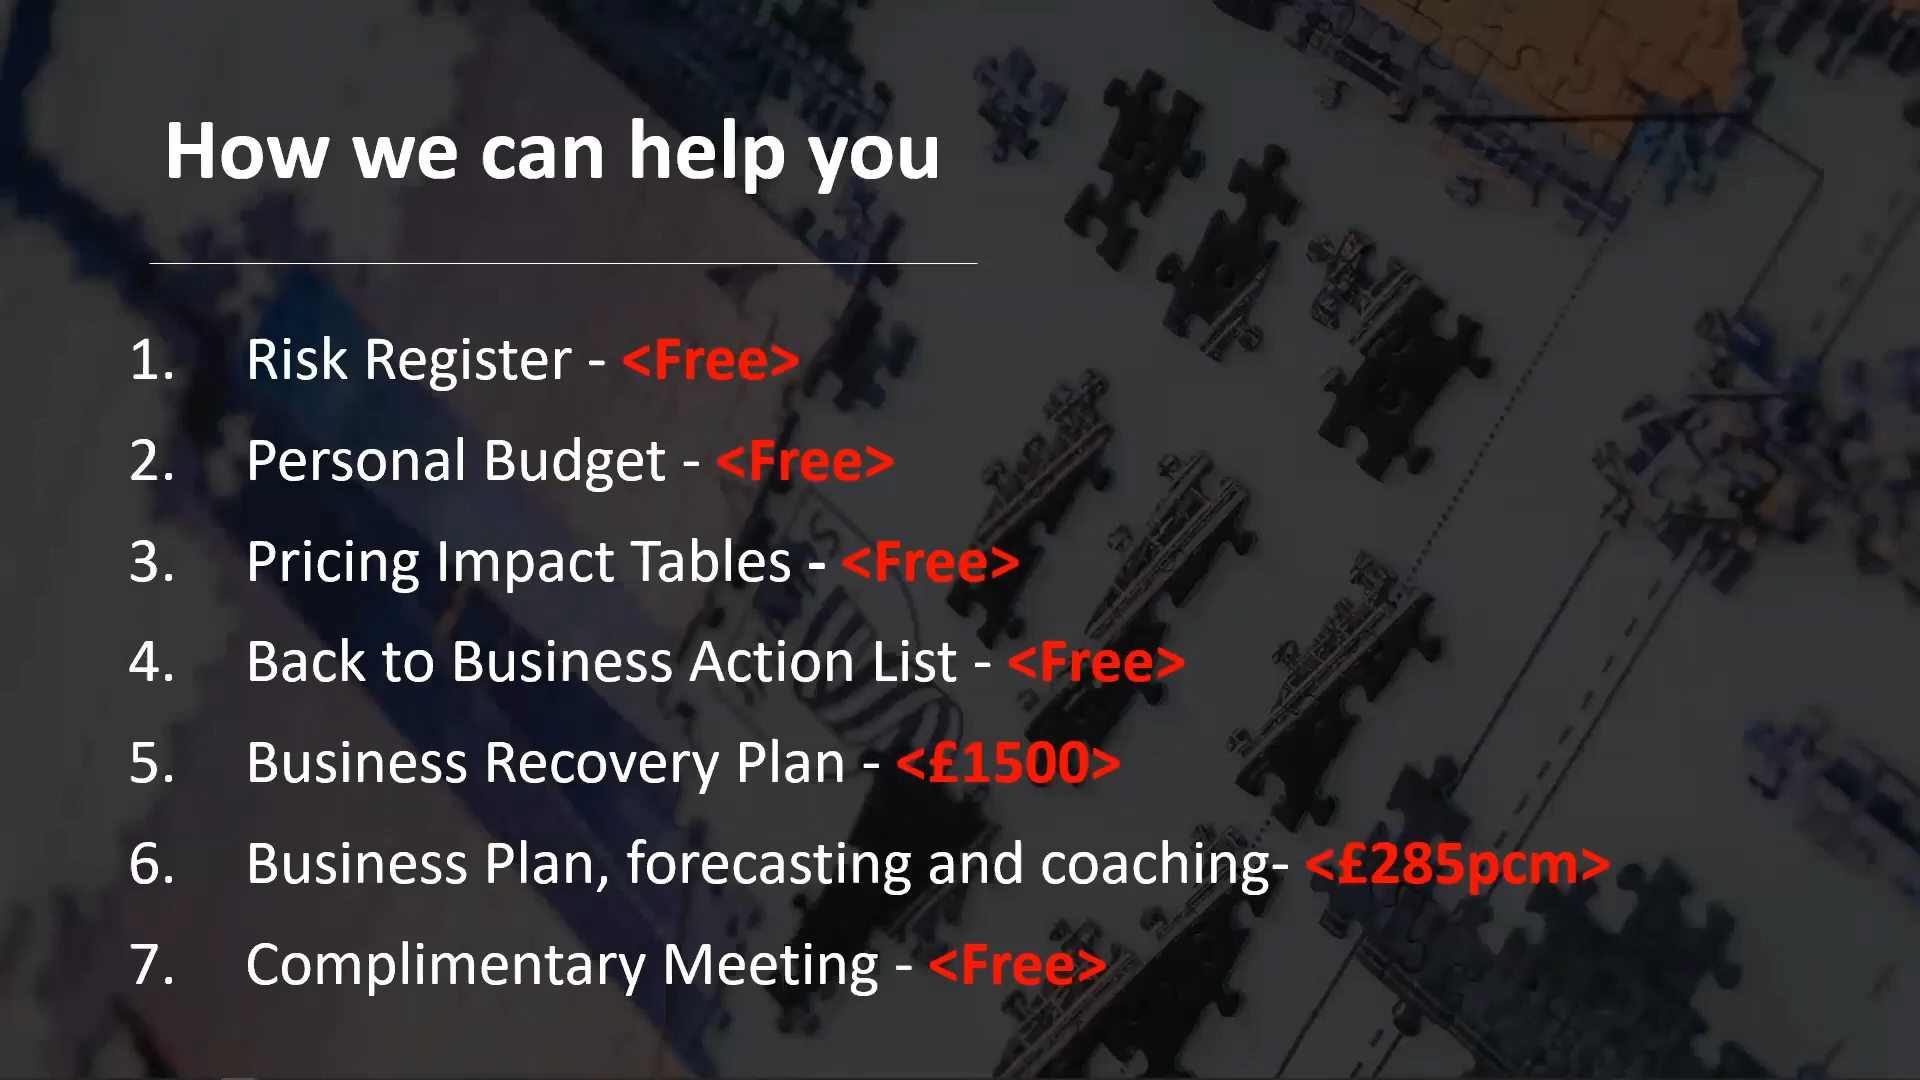 How we can help you
1. Risk Register - <Free>
2. Personal Budget - <Free>
3. Pricing Impact Tables - <Free>
4. Back to Business Action List - <Free>
5. Business Recovery Plan - <£1500>
6. Business Plan, forecasting and coaching- <£285pcm>
7. Complimentary Meeting - <Free>